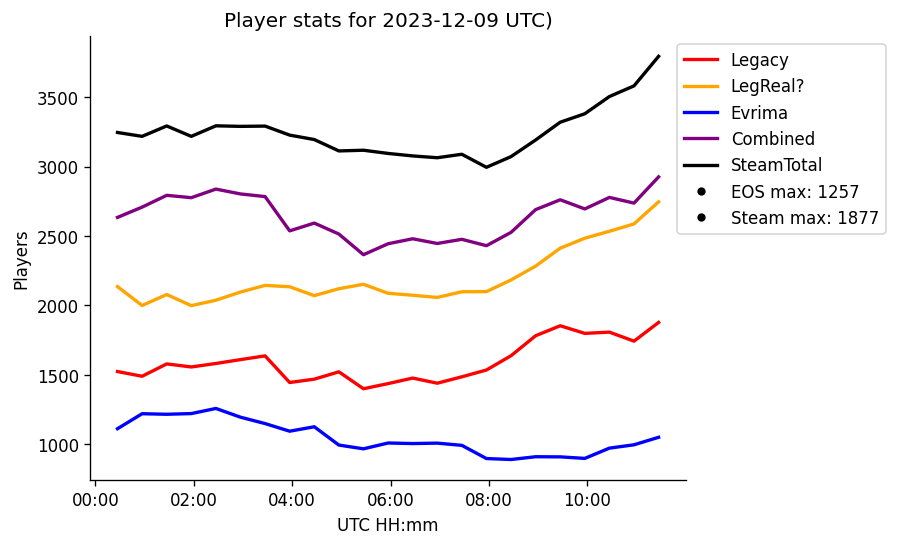 Player stats for 2023-12-09 UTC)
Players
3500
3000
2500
2000
1500
1000
00:00
02:00
04:00
06:00
08:00
10:00
UTC HH:mm
Legacy
LegReal?
Evrima
Combined
SteamTotal
EOS max: 1257
Steam max: 1877